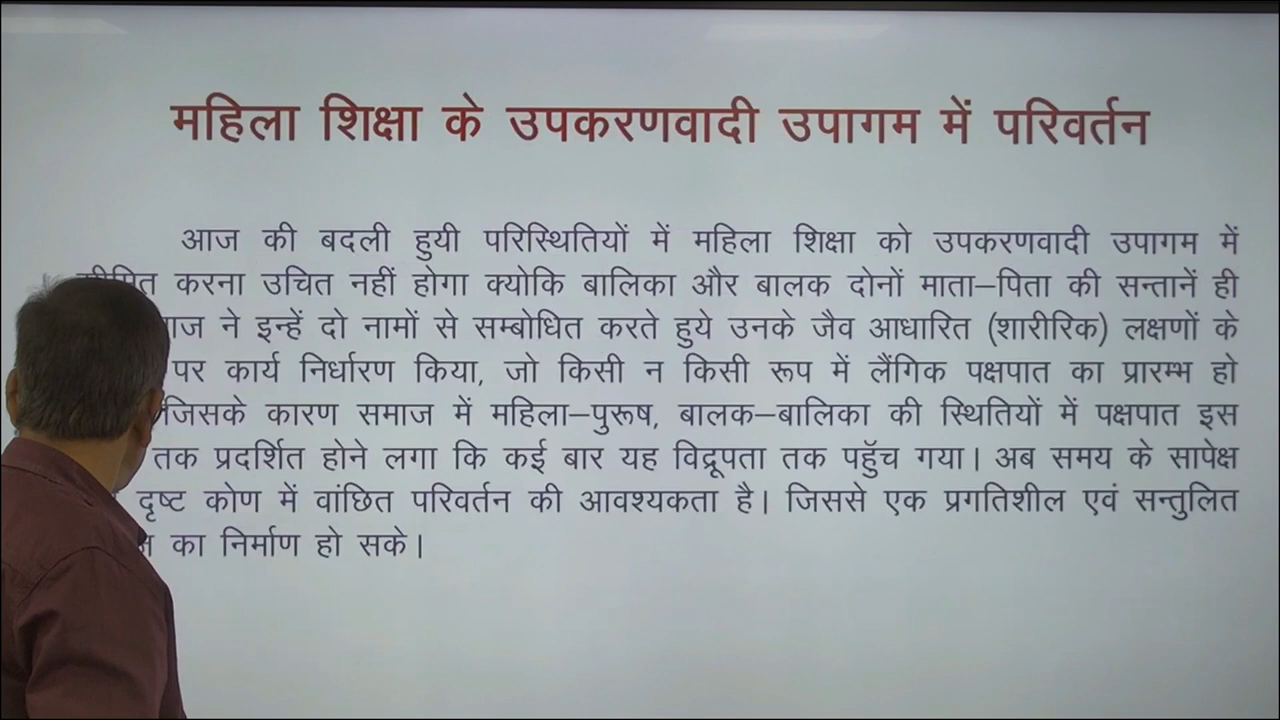 महिला शिक्षा के उपकरणवादी उपागम में परिवर्तन
आज की बदली हुयी परिस्थितियों में महिला शिक्षा को उपकरणवादी उपागम में
करना उचित नहीं होगा क्योकि बालिका और बालक दोनों माता–पिता की सन्तानें ही
ने इन्हें दो नामों से सम्बोधित करते हुये उनके जैव आधारित (शारीरिक) लक्षणों के
पर कार्य निर्धारण किया, जो किसी न किसी रूप में लैंगिक पक्षपात का प्रारम्भ हो
जिसके कारण समाज में महिला–पुरूष, बालक–बालिका की स्थितियों में पक्षपात इस
तक प्रदर्शित होने लगा कि कई बार यह विद्रूपता तक पहुॅच गया। अब समय के सापेक्ष
दृष्ट कोण में वांछित परिवर्तन की आवश्यकता है। जिससे एक प्रगतिशील एवं सन्तुलित
का निर्माण हो सके।